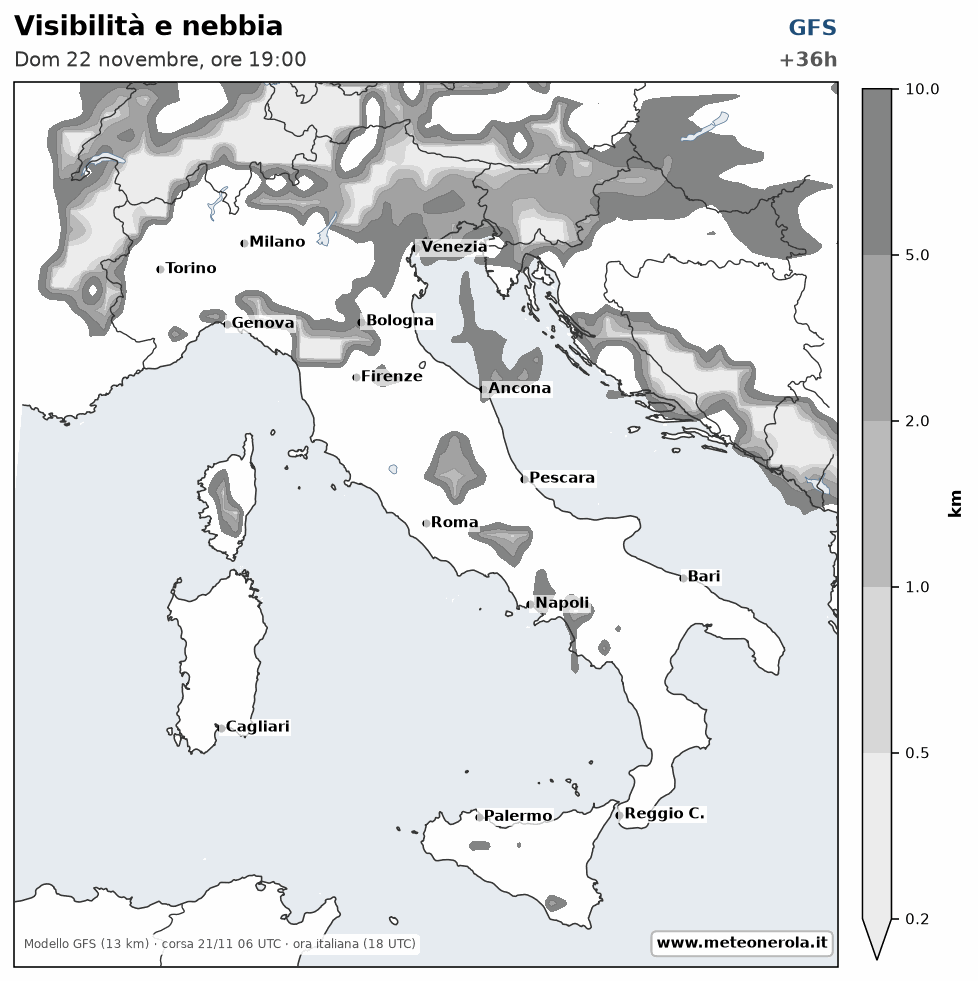 Visibilità e nebbia
GFS
Dom 22 novembre, ore 19:00
+36h
10.0
Milano
Venezia
5.0
Torino
Genova
Bologna
Firenze
Ancona
2.0
Pescara
km
Roma
Bari
1.0
Napoli
Cagliari
0.5
Palermo
Reggio C.
0.2
Modello GFS (13 km) · corsa 21/11 06 UTC · ora italiana (18 UTC)
www.meteonerola.it